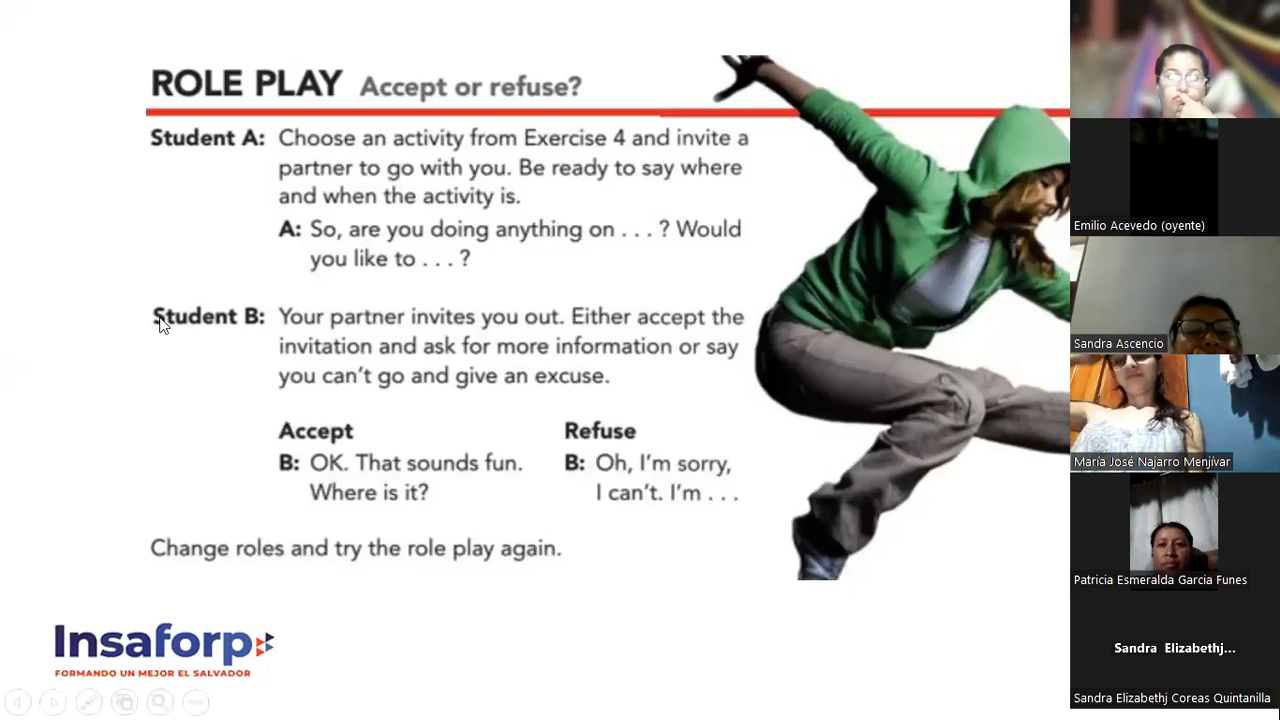 ROLE PLAY Accept or refuse?
Student A: Choose an activity from Exercise 4 and invite a
partner to go with you. Be ready to say where
and when the activity is.
A: So, are you doing anything on . . . ? Would
you like to . . . ?
Student B: Your partner invites you out. Either accept the
invitation and ask for more information or say
you can't go and give an excuse.
Accept
B: OK. That sounds fun.
Where is it?
Refuse
B: Oh, I'm sorry,
I can't. I'm . . .
Change roles and try the role play again.
Insaforp
FORMANDO UN MEJOR EL SALVADOR
Emilio Acevedo (oyente)
Sandra Ascencio
María José Najarro Menjívar
Patricia Esmeralda Garcia Funes
Sandra Elizabethj...
Sandra Elizabethj Coreas Quintanilla